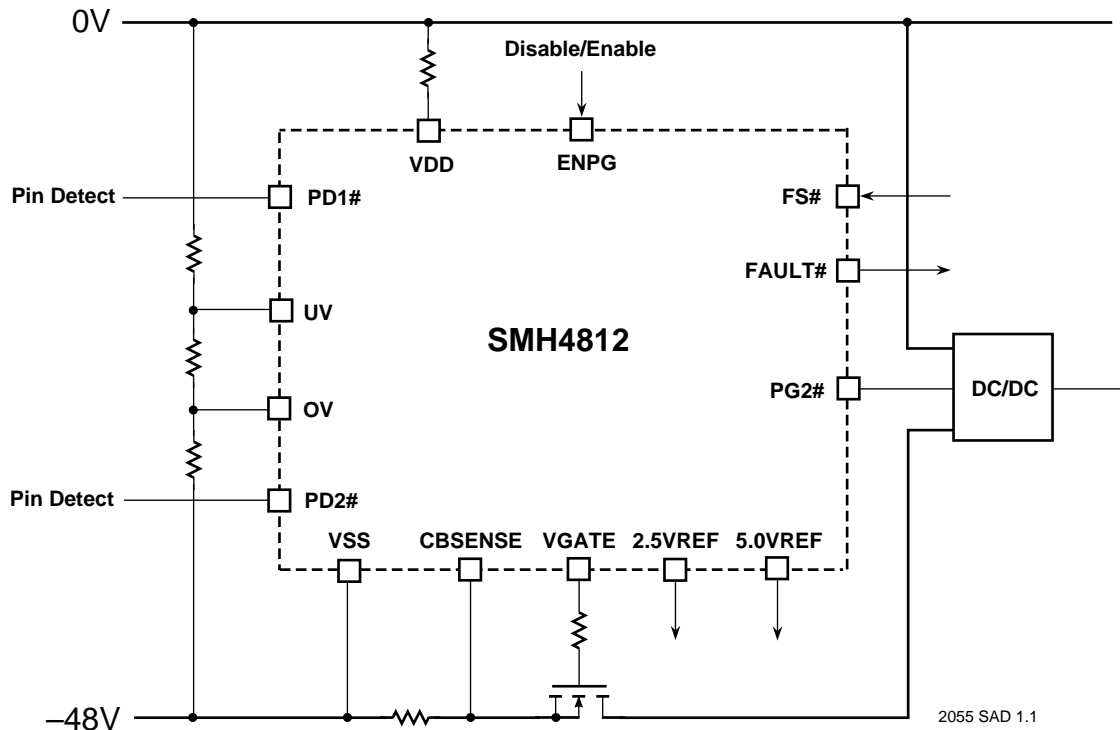 0V
Disable/Enable
VDD
ENPG
Pin Detect
PD1#
FS#
FAULT#
UV
SMH4812
PG2#
DC/DC
OV
Pin Detect
PD2#
VSS
CBSENSE
VGATE
2.5VREF
5.0VREF
–48V
2055 SAD 1.1